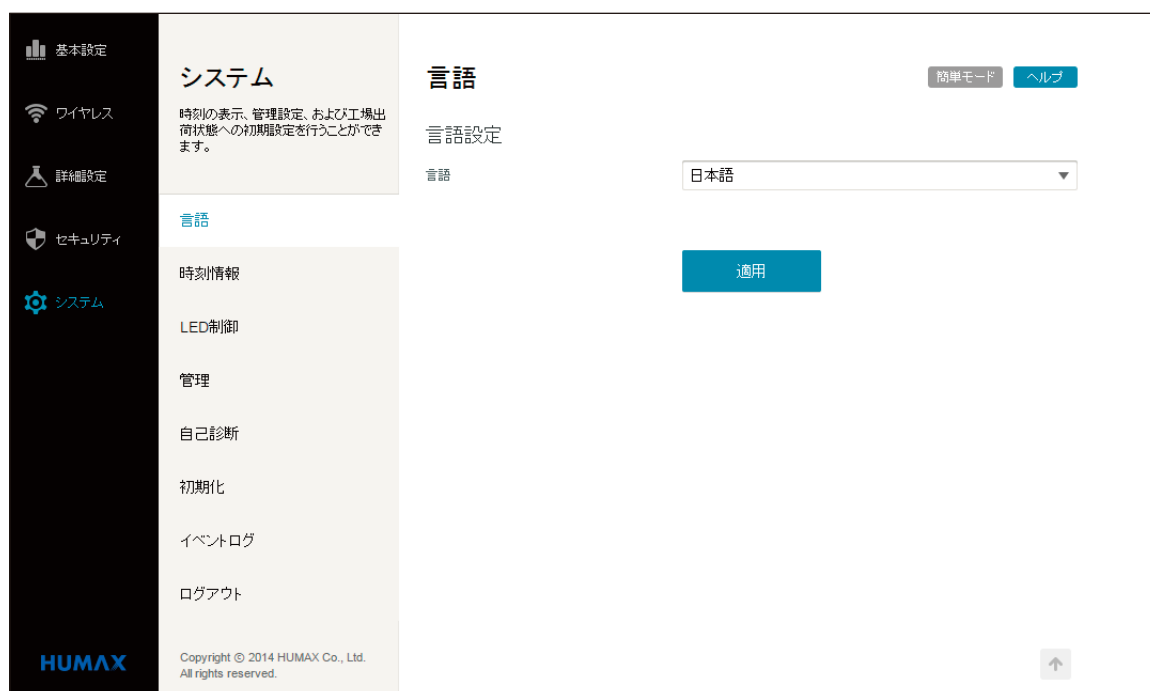 基本設定
ワイヤレス
詳細設定
セキュリティ
システム
HUMAX
システム
時刻の表示、管理設定、および工場出
荷状態への初期設定を行うことができ
ます。
言語
時刻情報
LED制御
管理
自己診断
初期化
イベントログ
ログアウト
Copyright © 2014 HUMAX Co., Ltd.
All rights reserved.
言語
簡単モード ヘルプ
言語設定
言語 日本語
適用